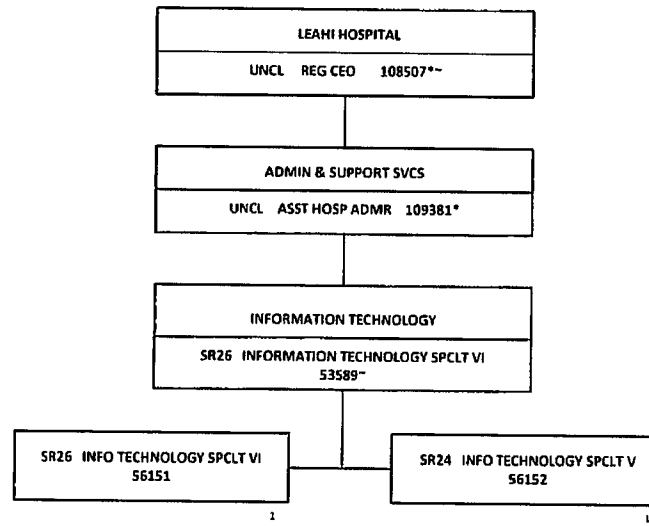 LEAHI HOSPITAL
UNCL REG CEO 108507*~
ADMIN & SUPPORT SVCS
UNCL ASST HOSP ADMR 109381*
INFORMATION TECHNOLOGY
SR26 INFORMATION TECHNOLOGY SPCLT VI
53589~
SR26 INFO TECHNOLOGY SPCLT VI
56151
SR24 INFO TECHNOLOGY SPCLT V
56152
1